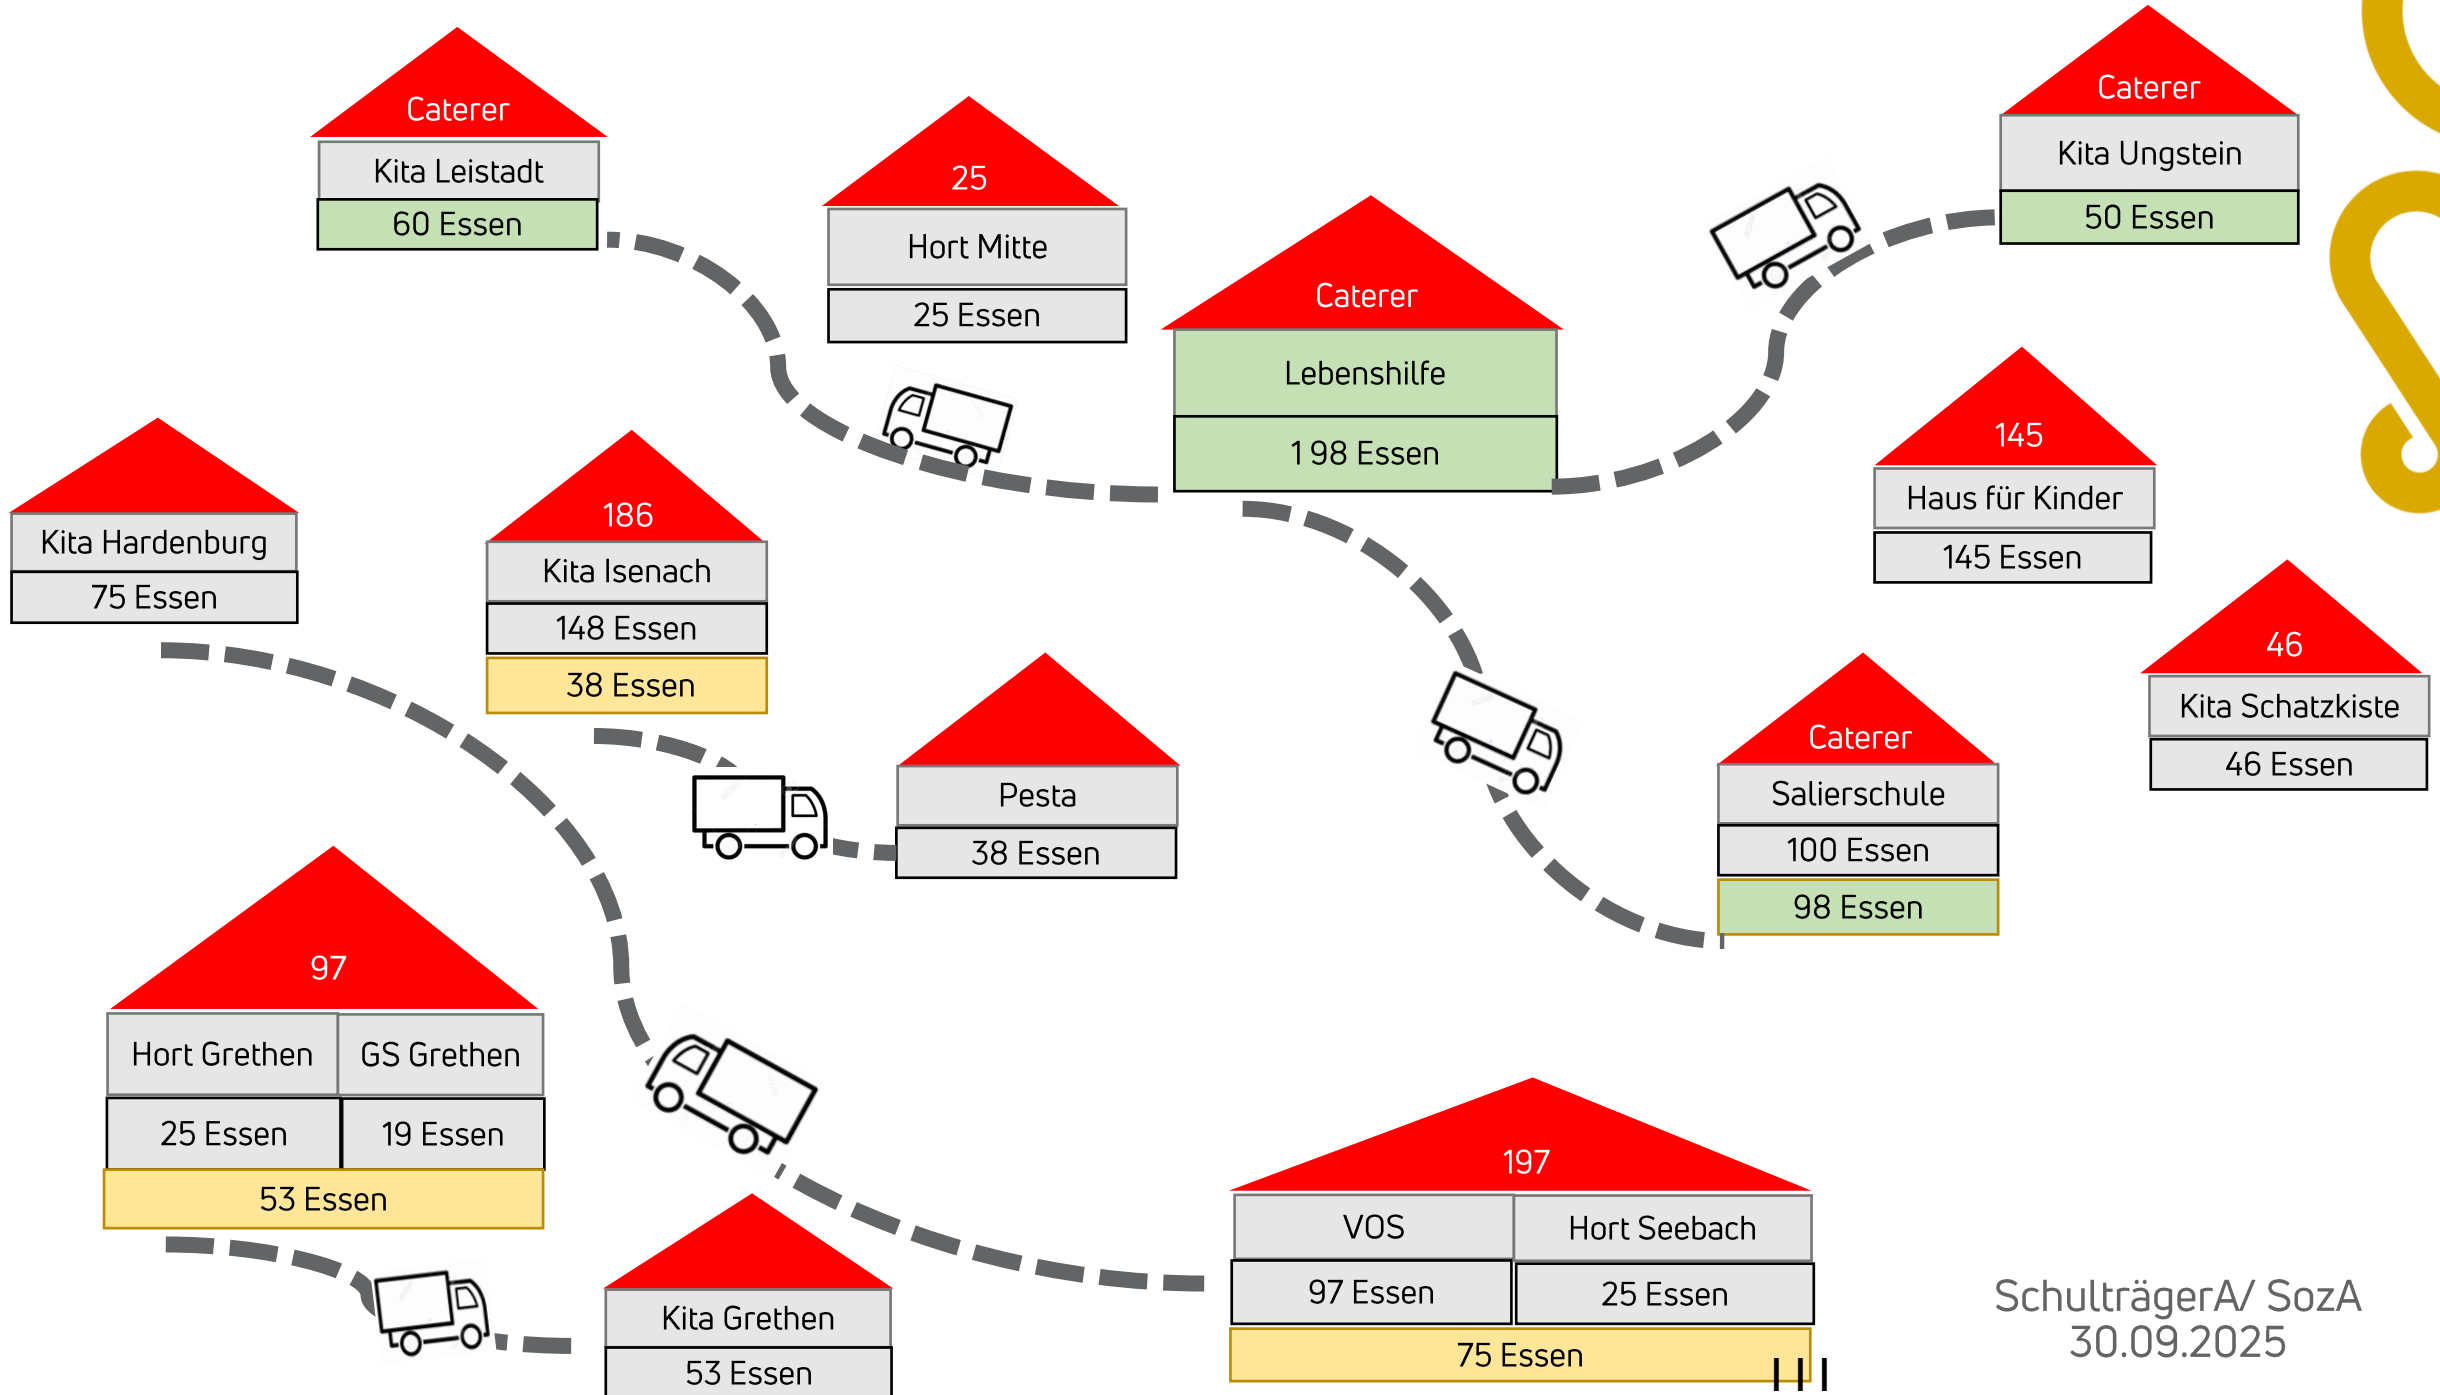 Caterer
Kita Leistadt
60 Essen
25
Hort Mitte
25 Essen
Caterer
Lebenshilfe
1 98 Essen
Caterer
Kita Ungstein
50 Essen
145
Haus für Kinder
145 Essen
Kita Hardenburg
75 Essen
186
Kita Isenach
148 Essen
38 Essen
46
Kita Schatzkiste
46 Essen
Pesta
38 Essen
Caterer
Salierschule
100 Essen
98 Essen
97
Hort Grethen
GS Grethen
25 Essen
19 Essen
53 Essen
Kita Grethen
53 Essen
197
VOS
Hort Seebach
97 Essen
25 Essen
75 Essen
SchulträgerA/ SozA
30.09.2025